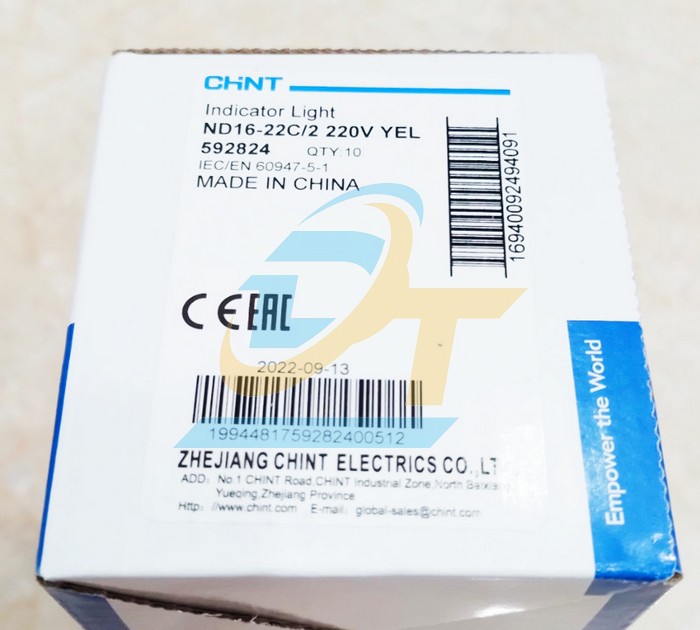 CHINT
Indicator Light
ND16-22C/2 220V YEL
592824 QTY:10
IEC/EN 60947-5-1
MADE IN CHINA
16940092494091
CE EAC
2022-09-13
1994481759282400512
ZHEJIANG CHINT ELECTRICS CO.,LT
ADD: No.1 CHINT Road,CHINT Industrial Zone,North Baixiang,
Yueqing,Zhejiang Province
Http: //www.chint.com E-mail: global-sales@chint.com
Empower the World